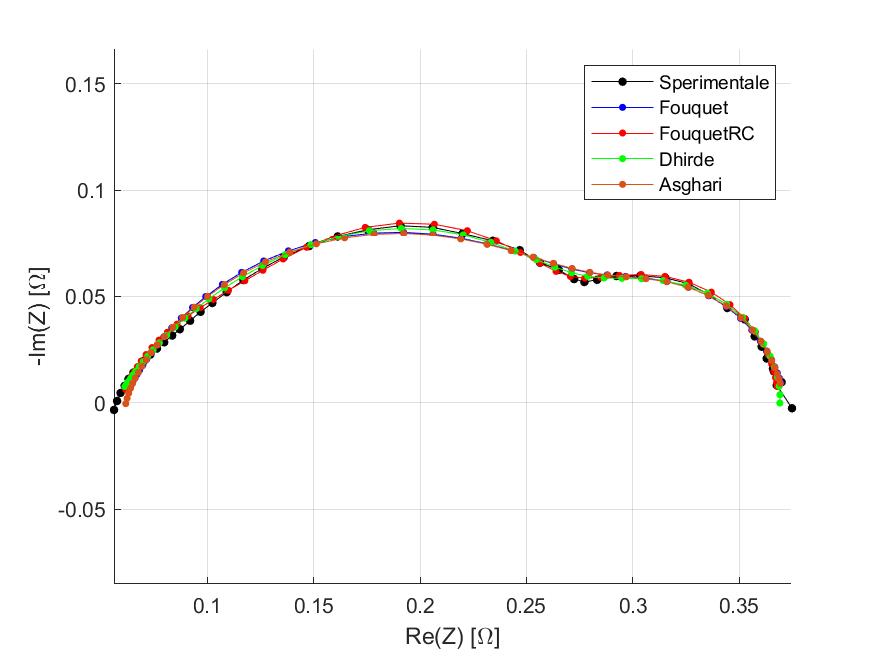 0.15
0.1
0.05
0
-0.05
-Im(Z) [Ω]
Sperimentale
Fouquet
FouquetRC
Dhirde
Asghari
0.1 0.15 0.2 0.25 0.3 0.35
Re(Z) [Ω]